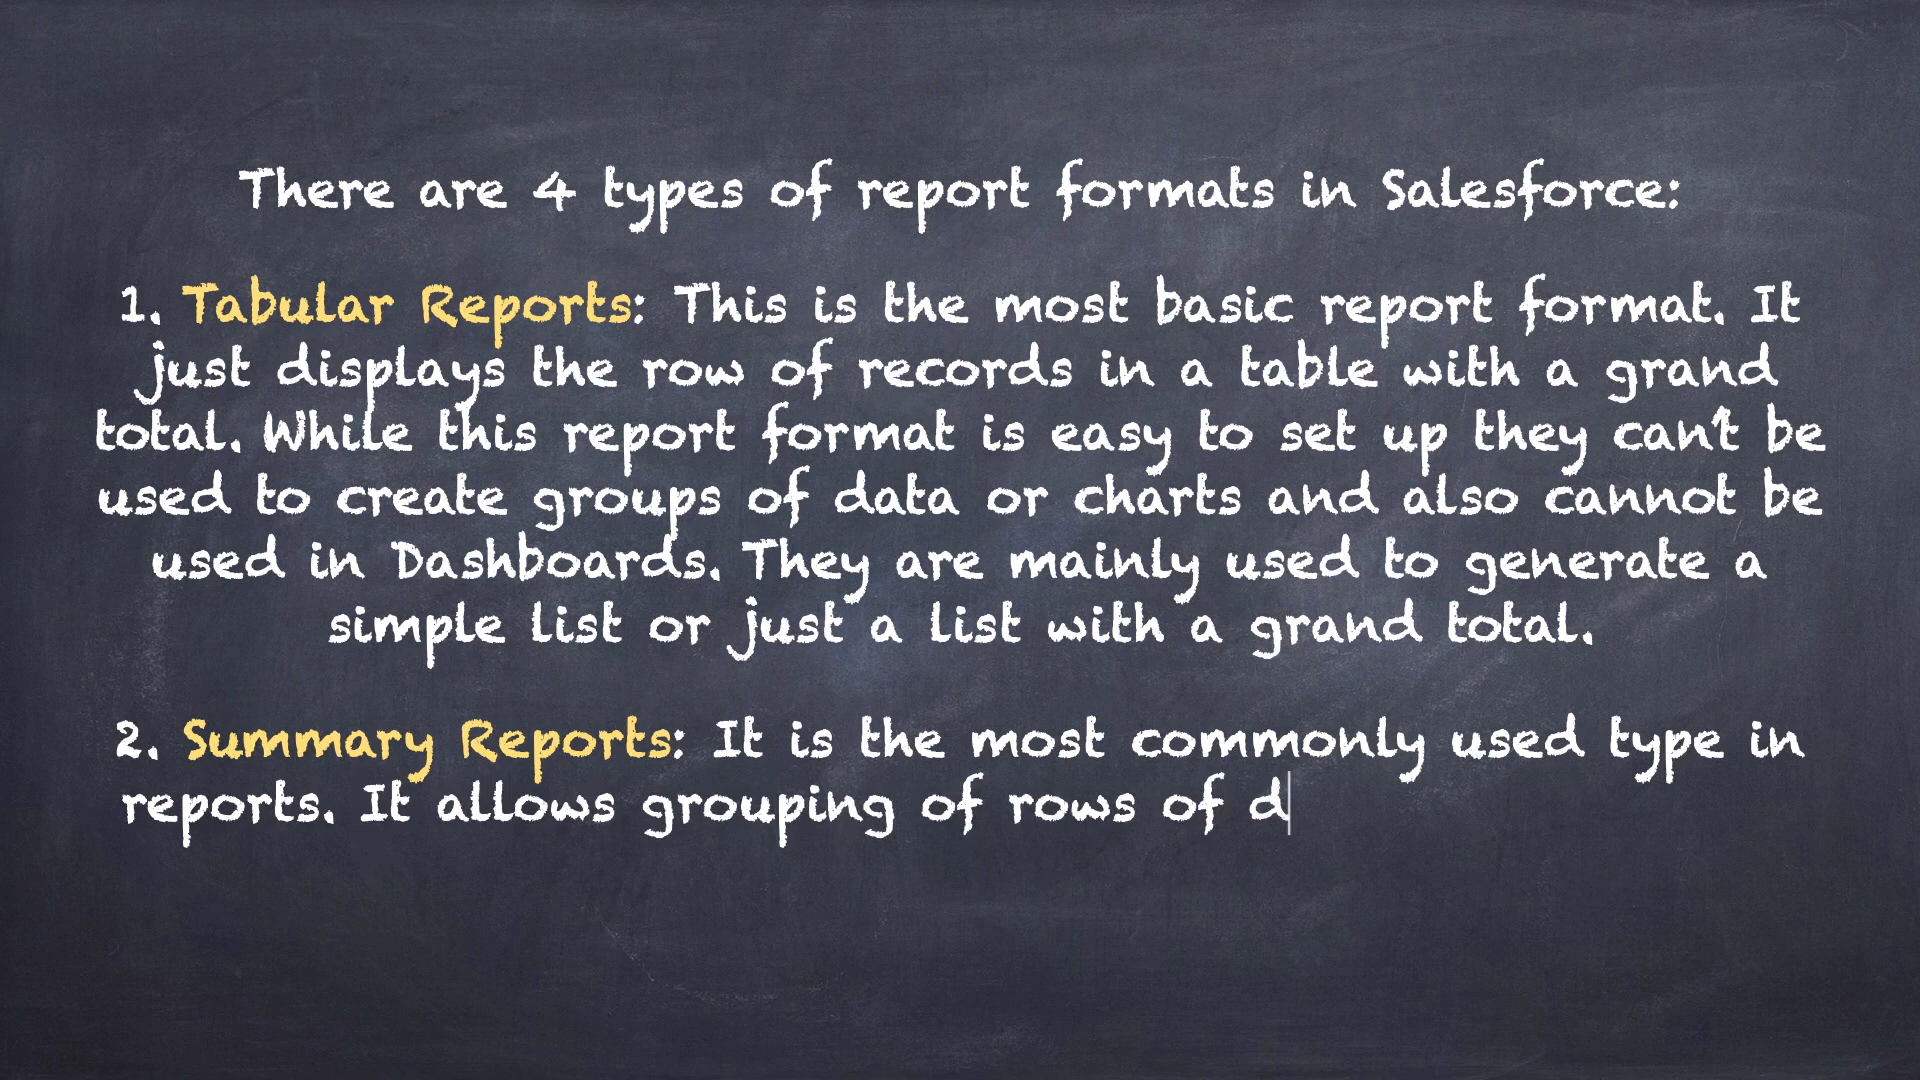 There are 4 types of report formats in Salesforce:
1. Tabular Reports: This is the most basic report format. It
just displays the row of records in a table with a grand
total. While this report format is easy to set up they can't be
used to create groups of data or charts and also cannot be
used in Dashboards. They are mainly used to generate a
simple list or just a list with a grand total.
2. Summary Reports: It is the most commonly used type in
reports. It allows grouping of rows of d